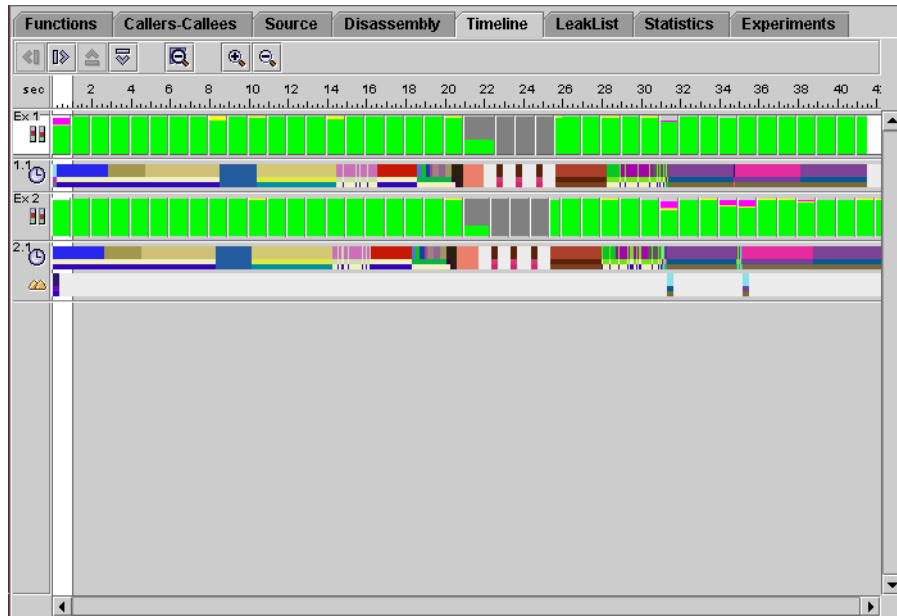 Functions Callers-Callees Source Disassembly Timeline LeakList Statistics Experiments
sec 2 4 6 8 10 12 14 16 18 20 22 24 26 28 30 32 34 36 38 40 42
Ex 1
1.1
Ex 2
2.1